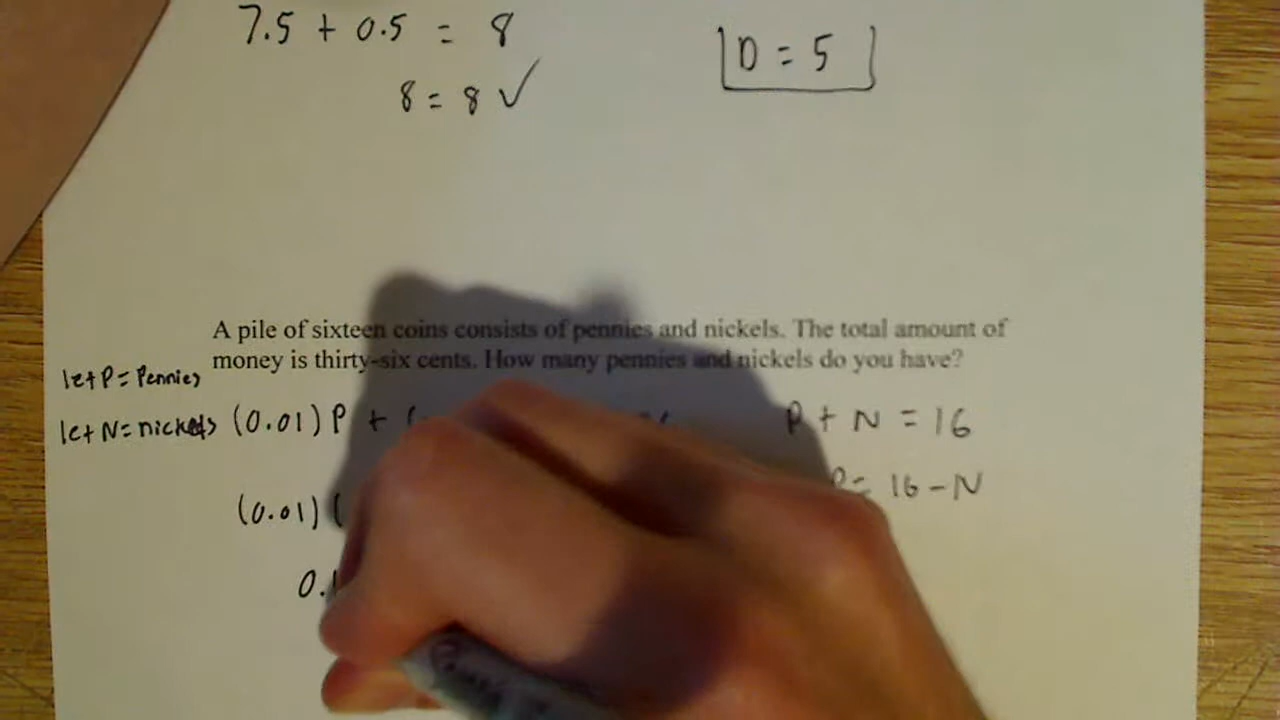 7.5 + 0.5 = 8
8 = 8 ✓
D = 5
A pile of sixteen coins consists of pennies and nickels. The total amount of
money is thirty-six cents. How many pennies and nickels do you have?
let P = Pennies
let N = nickels
(0.01) P + (
P + N = 16
P = 16 - N
(0.01) (
0.1